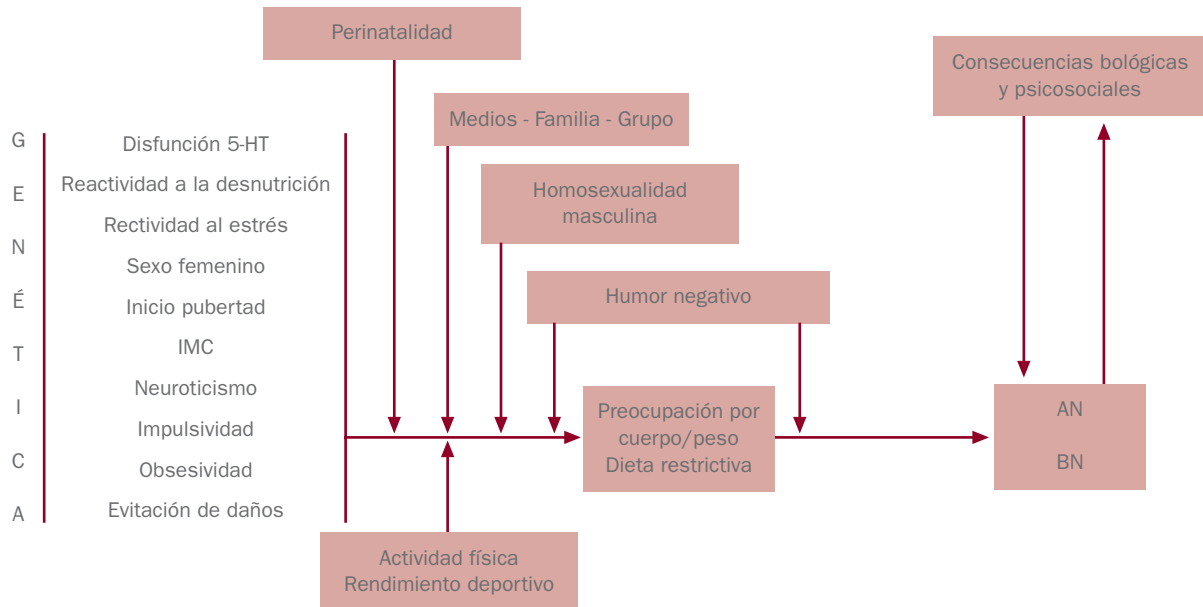 Perinatalidad
Consecuencias bológicas
y psicosociales
Medios - Familia - Grupo
GENÉTICA
Disfunción 5-HT
Reactividad a la desnutrición
Rectividad al estrés
Sexo femenino
Inicio pubertad
IMC
Neuroticismo
Impulsividad
Obsesividad
Evitación de daños
Homosexualidad
masculina
Humor negativo
Preocupación por
cuerpo/peso
Dieta restrictiva
AN
BN
Actividad física
Rendimiento deportivo